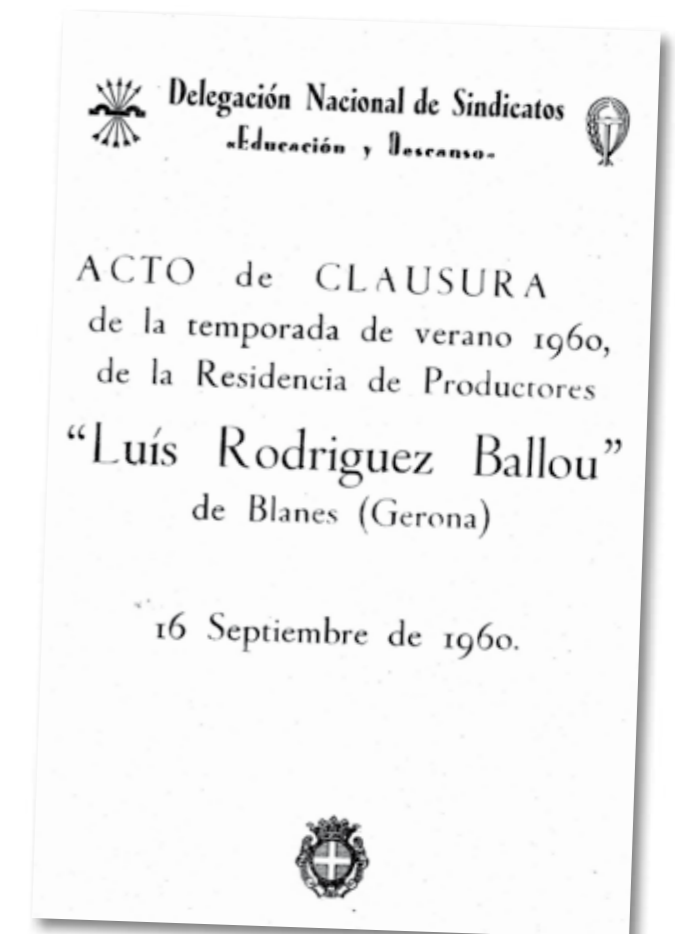 Delegación Nacional de Sindicatos
«Educación y Descanso»
ACTO de CLAUSURA
de la temporada de verano 1960,
de la Residencia de Productores
“Luís Rodriguez Ballou”
de Blanes (Gerona)
16 Septiembre de 1960.